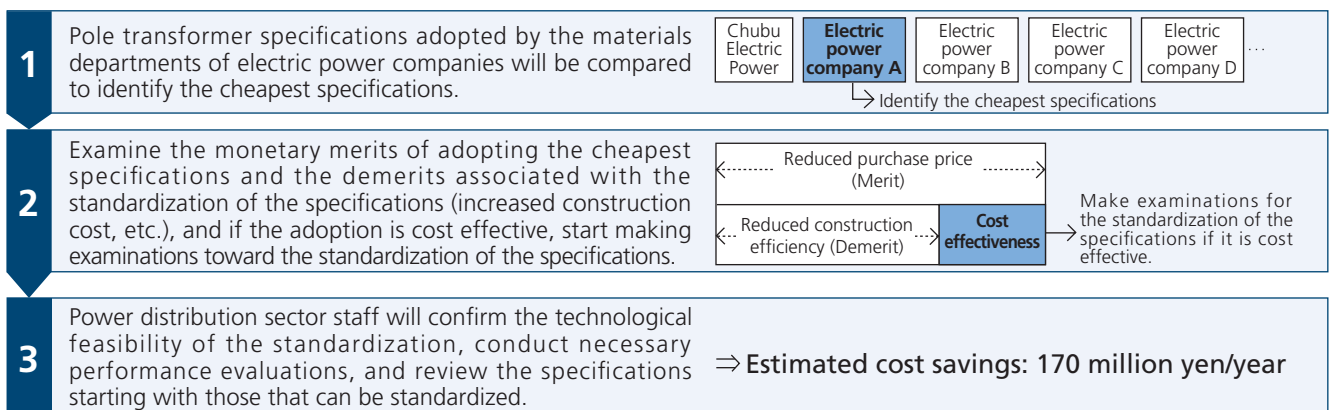 1
Pole transformer specifications adopted by the materials
departments of electric power companies will be compared
to identify the cheapest specifications.
Chubu
Electric
Power
Electric
power
company A
Electric
power
company B
Electric
power
company C
Electric
power
company D
...
Identify the cheapest specifications
2
Examine the monetary merits of adopting the cheapest
specifications and the demerits associated with the
standardization of the specifications (increased construction
cost, etc.), and if the adoption is cost effective, start making
examinations toward the standardization of the specifications.
Reduced purchase price
(Merit)
Reduced construction
efficiency (Demerit)
Cost
effectiveness
Make examinations for
the standardization of the
specifications if it is cost
effective.
3
Power distribution sector staff will confirm the technological
feasibility of the standardization, conduct necessary
performance evaluations, and review the specifications
starting with those that can be standardized.
⇒ Estimated cost savings: 170 million yen/year